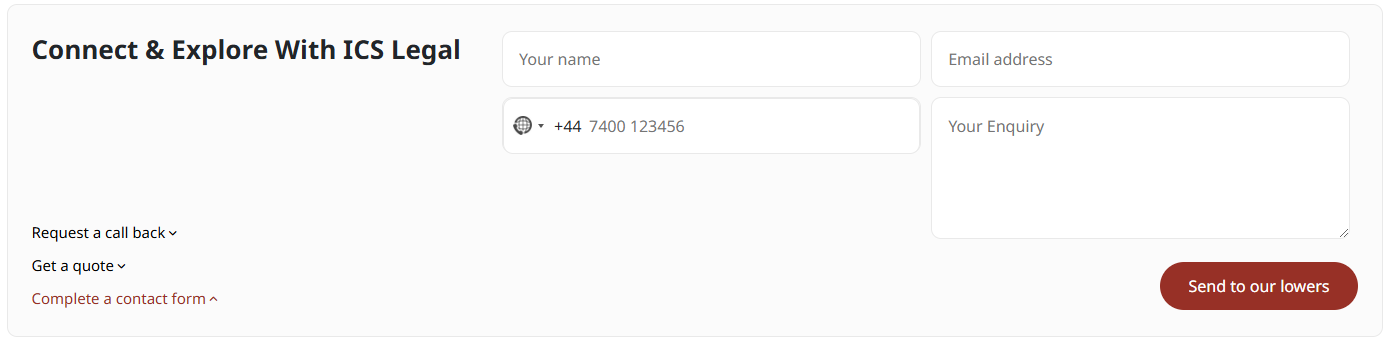 Connect & Explore With ICS Legal
Your name
Email address
+44 7400 123456
Your Enquiry
Request a call back
Get a quote
Complete a contact form
Send to our lowers